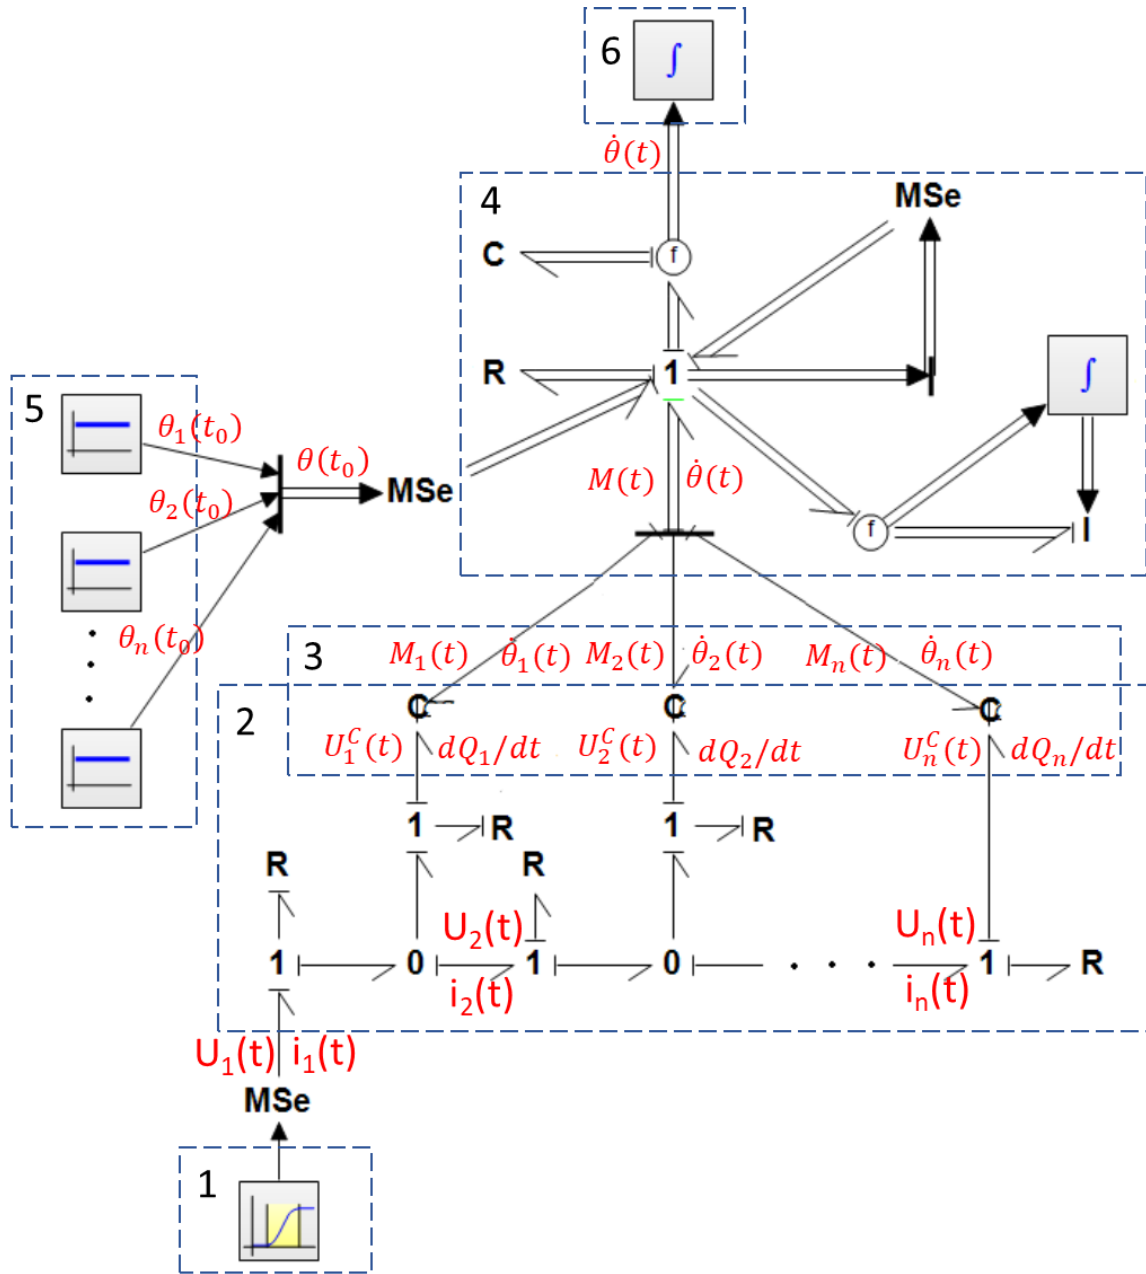 6
∫
θ̇(t)
4
MSe
C
f
R
1
∫
5
θ₁(t₀)
θ(t₀)
MSe
M(t)
θ̇(t)
θ₂(t₀)
f
I
θₙ(t₀)
3
M₁(t)
θ̇₁(t)
M₂(t)
θ̇₂(t)
Mₙ(t)
θ̇ₙ(t)
2
C
C
C
U₁ᶜ(t)
dQ₁/dt
U₂ᶜ(t)
dQ₂/dt
Uₙᶜ(t)
dQₙ/dt
1
R
1
R
R
R
U₂(t)
Uₙ(t)
1
0
1
0
. . .
1
R
i₂(t)
iₙ(t)
U₁(t)
i₁(t)
MSe
1